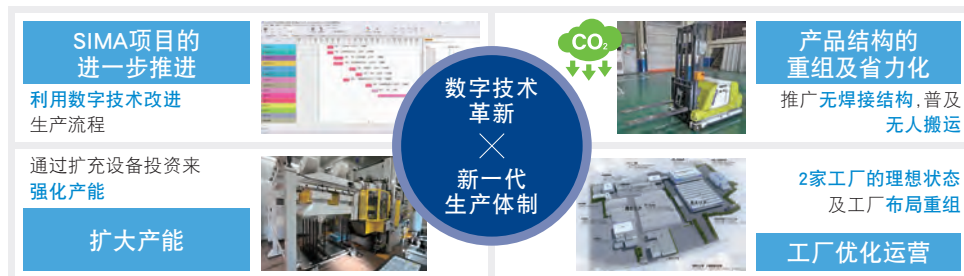 SIMA项目的
进一步推进
利用数字技术改进
生产流程
CO₂
产品结构的
重组及省力化
推广无焊接结构,普及
无人搬运
数字技术
革新
×
新一代
生产体制
通过扩充设备投资来
强化产能
扩大产能
2家工厂的理想状态
及工厂布局重组
工厂优化运营